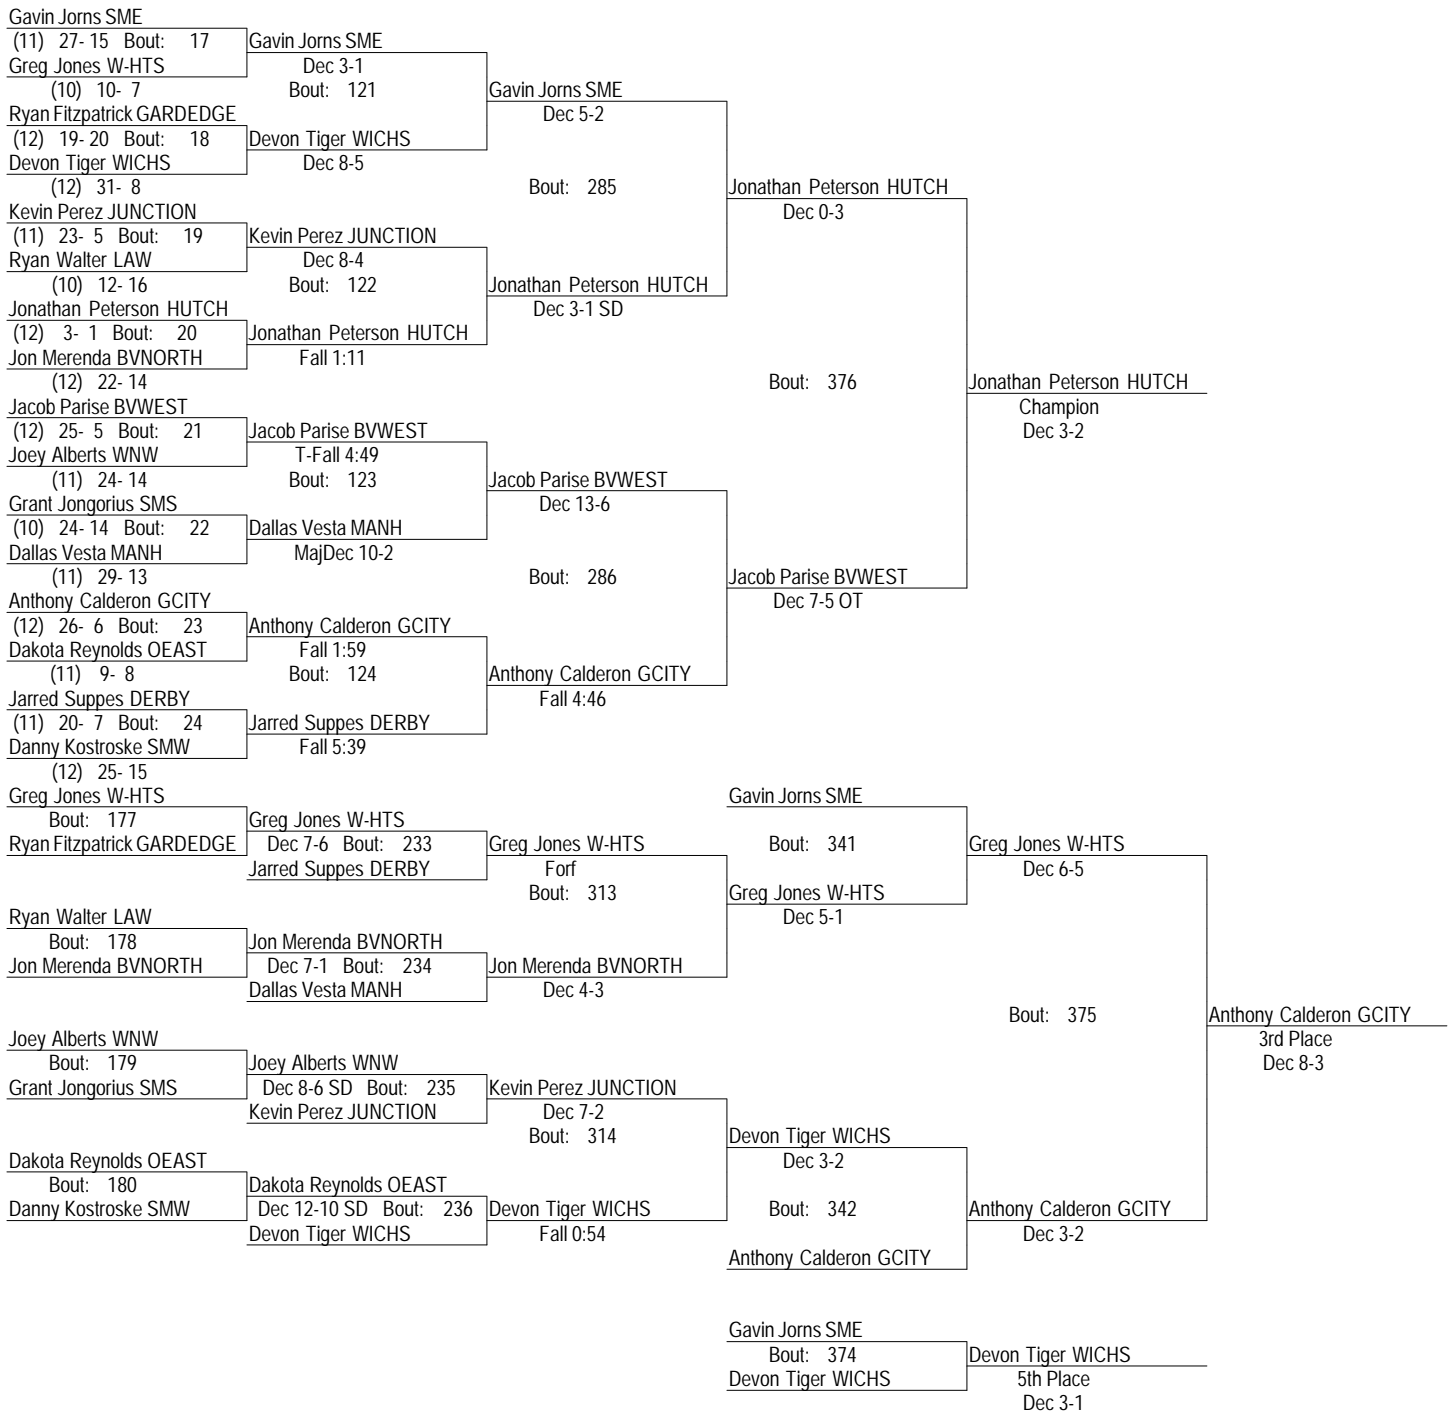 Gavin Jorns SME
(11) 27- 15 Bout: 17 Gavin Jorns SME
Greg Jones W-HTS Dec 3-1
(10) 10- 7 Bout: 121 Gavin Jorns SME
Ryan Fitzpatrick GARDEDGE Dec 5-2
(12) 19- 20 Bout: 18 Devon Tiger WICHS
Devon Tiger WICHS Dec 8-5
(12) 31- 8 Bout: 285 Jonathan Peterson HUTCH
Kevin Perez JUNCTION Dec 0-3
(11) 23- 5 Bout: 19 Kevin Perez JUNCTION
Ryan Walter LAW Dec 8-4
(10) 12- 16 Bout: 122 Jonathan Peterson HUTCH
Jonathan Peterson HUTCH Dec 3-1 SD
(12) 3- 1 Bout: 20 Jonathan Peterson HUTCH
Jon Merenda BVNORTH Fall 1:11
(12) 22- 14 Bout: 376 Jonathan Peterson HUTCH
Jacob Parise BVWEST Champion
(12) 25- 5 Bout: 21 Jacob Parise BVWEST Dec 3-2
Joey Alberts WNW T-Fall 4:49
(11) 24- 14 Bout: 123 Jacob Parise BVWEST
Grant Jongorius SMS Dec 13-6
(10) 24- 14 Bout: 22 Dallas Vesta MANH
Dallas Vesta MANH MajDec 10-2
(11) 29- 13 Bout: 286 Jacob Parise BVWEST
Anthony Calderon GCITY Dec 7-5 OT
(12) 26- 6 Bout: 23 Anthony Calderon GCITY
Dakota Reynolds OEAST Fall 1:59
(11) 9- 8 Bout: 124 Anthony Calderon GCITY
Jarred Suppes DERBY Fall 4:46
(11) 20- 7 Bout: 24 Jarred Suppes DERBY
Danny Kostroske SMW Fall 5:39
(12) 25- 15
Greg Jones W-HTS Gavin Jorns SME
Bout: 177 Greg Jones W-HTS
Ryan Fitzpatrick GARDEDGE Dec 7-6 Bout: 233 Greg Jones W-HTS Bout: 341 Greg Jones W-HTS
Jarred Suppes DERBY Forf Dec 6-5
Bout: 313 Greg Jones W-HTS
Ryan Walter LAW Dec 5-1
Bout: 178 Jon Merenda BVNORTH
Jon Merenda BVNORTH Dec 7-1 Bout: 234 Jon Merenda BVNORTH
Dallas Vesta MANH Dec 4-3
Bout: 375 Anthony Calderon GCITY
Joey Alberts WNW 3rd Place
Bout: 179 Joey Alberts WNW Dec 8-3
Grant Jongorius SMS Dec 8-6 SD Bout: 235 Kevin Perez JUNCTION
Kevin Perez JUNCTION Dec 7-2
Bout: 314 Devon Tiger WICHS
Dakota Reynolds OEAST Dec 3-2
Bout: 180 Dakota Reynolds OEAST
Danny Kostroske SMW Dec 12-10 SD Bout: 236 Devon Tiger WICHS Bout: 342 Anthony Calderon GCITY
Devon Tiger WICHS Fall 0:54 Dec 3-2
Anthony Calderon GCITY
Gavin Jorns SME
Bout: 374 Devon Tiger WICHS
Devon Tiger WICHS 5th Place
Dec 3-1